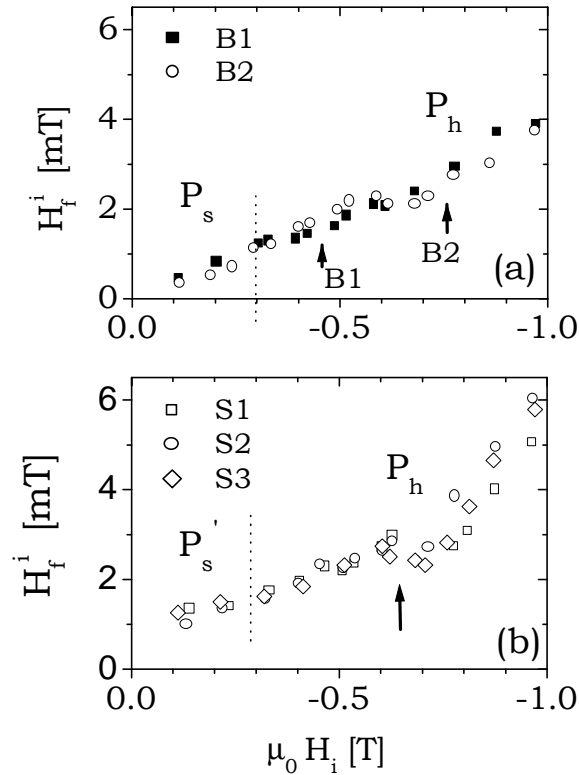 6
B1
B2
P_h
4
H_f^i [mT]
P_s
2
B1
B2
(a)
0
0.0 -0.5 -1.0
6
S1
S2
S3
P_h
4
H_f^i [mT]
P_s'
2
(b)
0
0.0 -0.5 -1.0
μ_0 H_i [T]